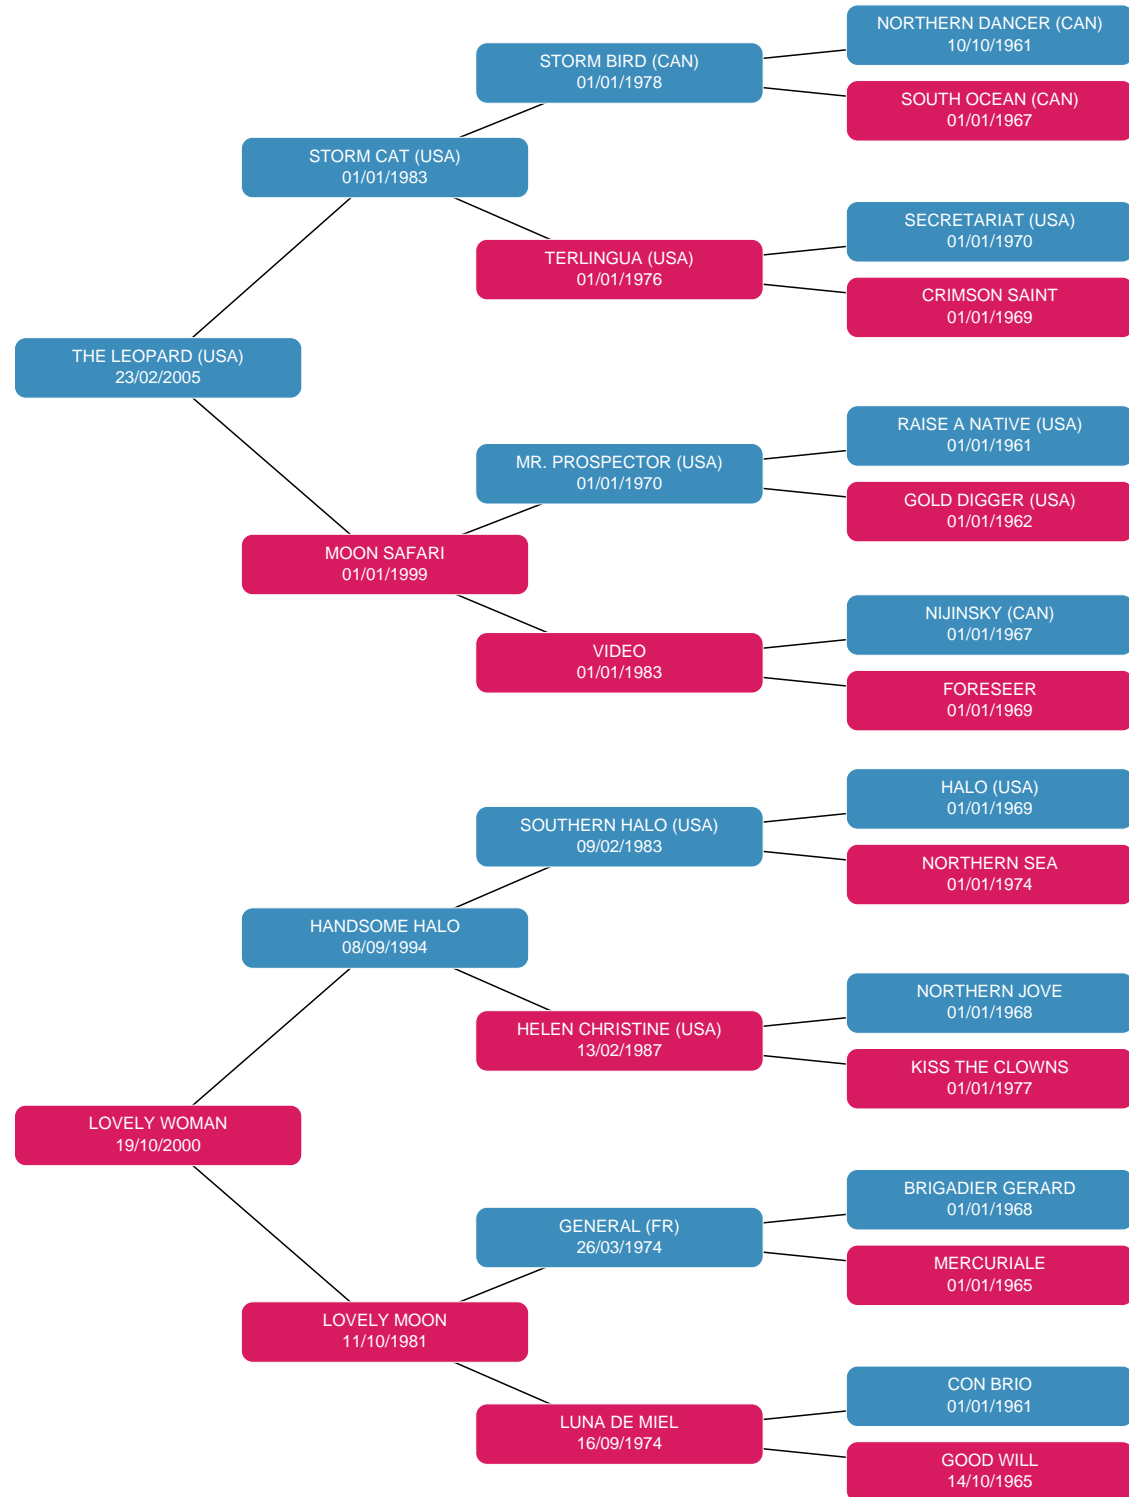 NORTHERN DANCER (CAN)
10/10/1961
STORM BIRD (CAN)
01/01/1978
SOUTH OCEAN (CAN)
01/01/1967
STORM CAT (USA)
01/01/1983
SECRETARIAT (USA)
01/01/1970
TERLINGUA (USA)
01/01/1976
CRIMSON SAINT
01/01/1969
THE LEOPARD (USA)
23/02/2005
RAISE A NATIVE (USA)
01/01/1961
MR. PROSPECTOR (USA)
01/01/1970
GOLD DIGGER (USA)
01/01/1962
MOON SAFARI
01/01/1999
NIJINSKY (CAN)
01/01/1967
VIDEO
01/01/1983
FORESEER
01/01/1969
HALO (USA)
01/01/1969
SOUTHERN HALO (USA)
09/02/1983
NORTHERN SEA
01/01/1974
HANDSOME HALO
08/09/1994
NORTHERN JOVE
01/01/1968
HELEN CHRISTINE (USA)
13/02/1987
KISS THE CLOWNS
01/01/1977
LOVELY WOMAN
19/10/2000
BRIGADIER GERARD
01/01/1968
GENERAL (FR)
26/03/1974
MERCURIALE
01/01/1965
LOVELY MOON
11/10/1981
CON BRIO
01/01/1961
LUNA DE MIEL
16/09/1974
GOOD WILL
14/10/1965